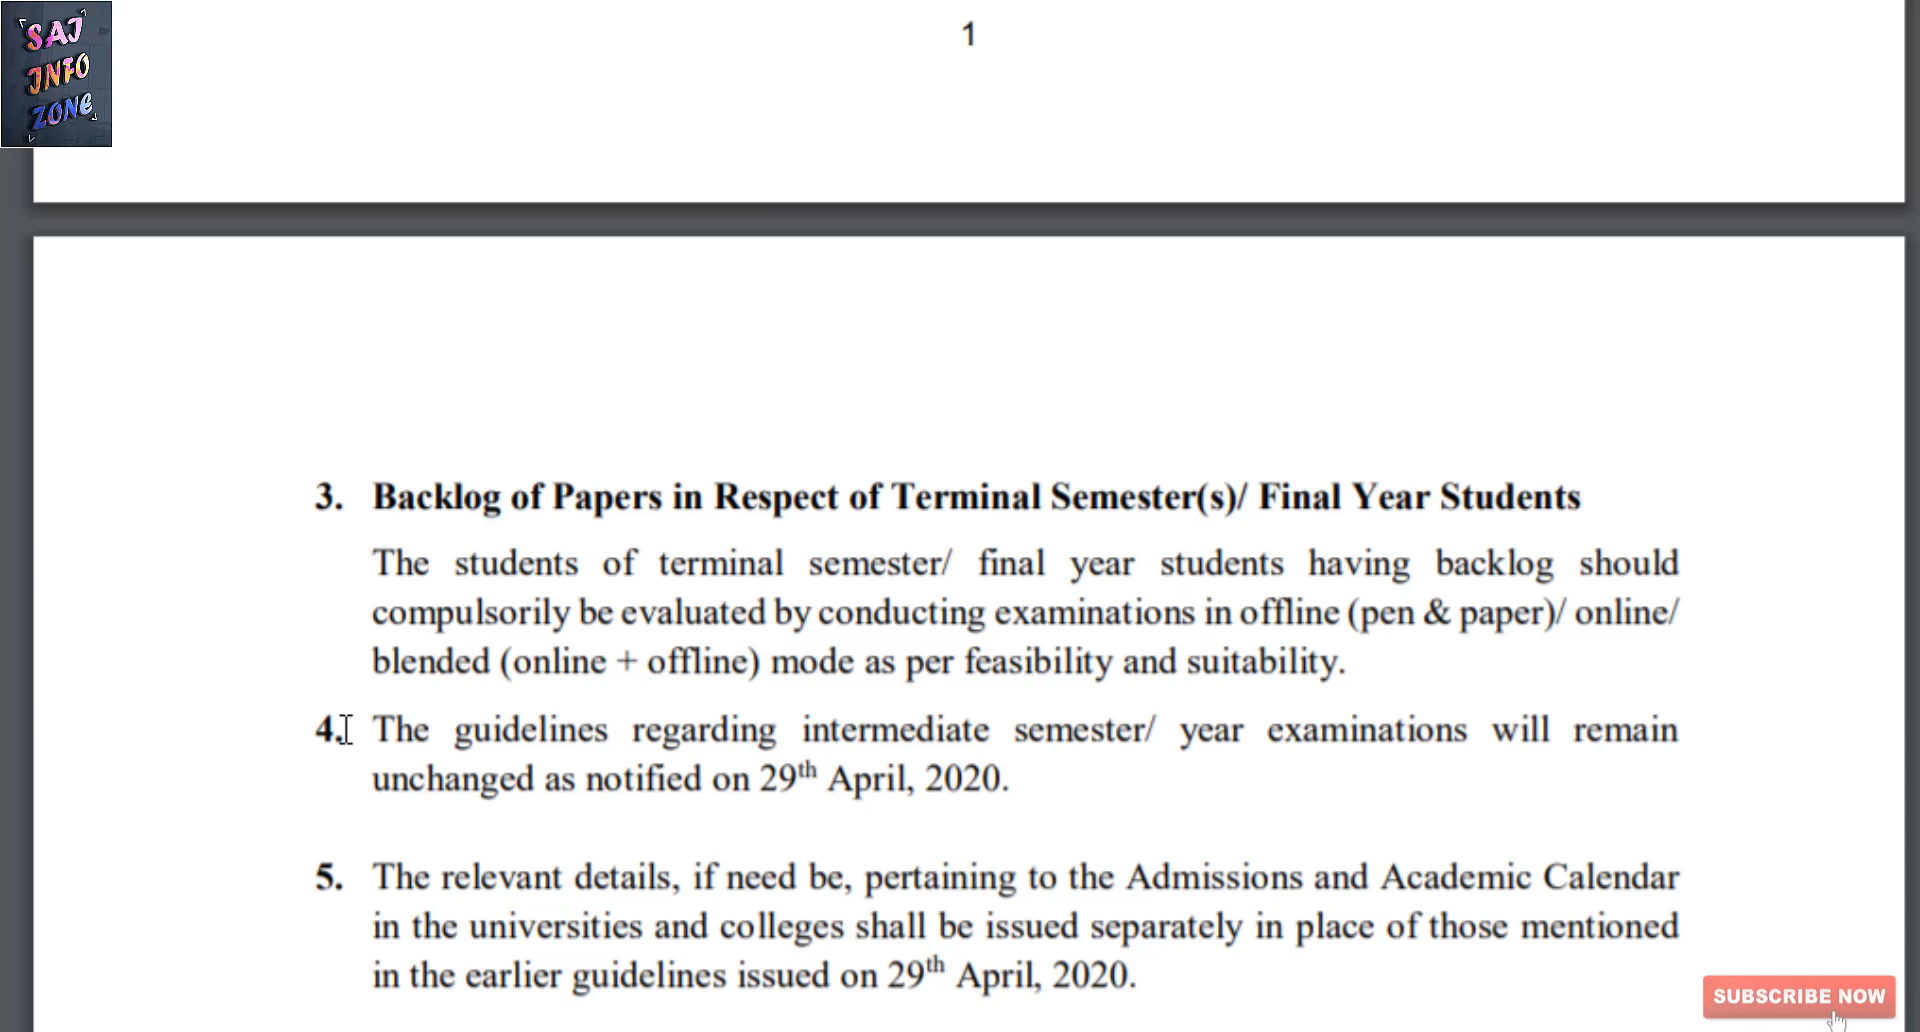 SAJ
INFO
ZONE
1
3. Backlog of Papers in Respect of Terminal Semester(s)/ Final Year Students
The students of terminal semester/ final year students having backlog should
compulsorily be evaluated by conducting examinations in offline (pen & paper)/ online/
blended (online + offline) mode as per feasibility and suitability.
4. The guidelines regarding intermediate semester/ year examinations will remain
unchanged as notified on 29th April, 2020.
5. The relevant details, if need be, pertaining to the Admissions and Academic Calendar
in the universities and colleges shall be issued separately in place of those mentioned
in the earlier guidelines issued on 29th April, 2020.
SUBSCRIBE NOW